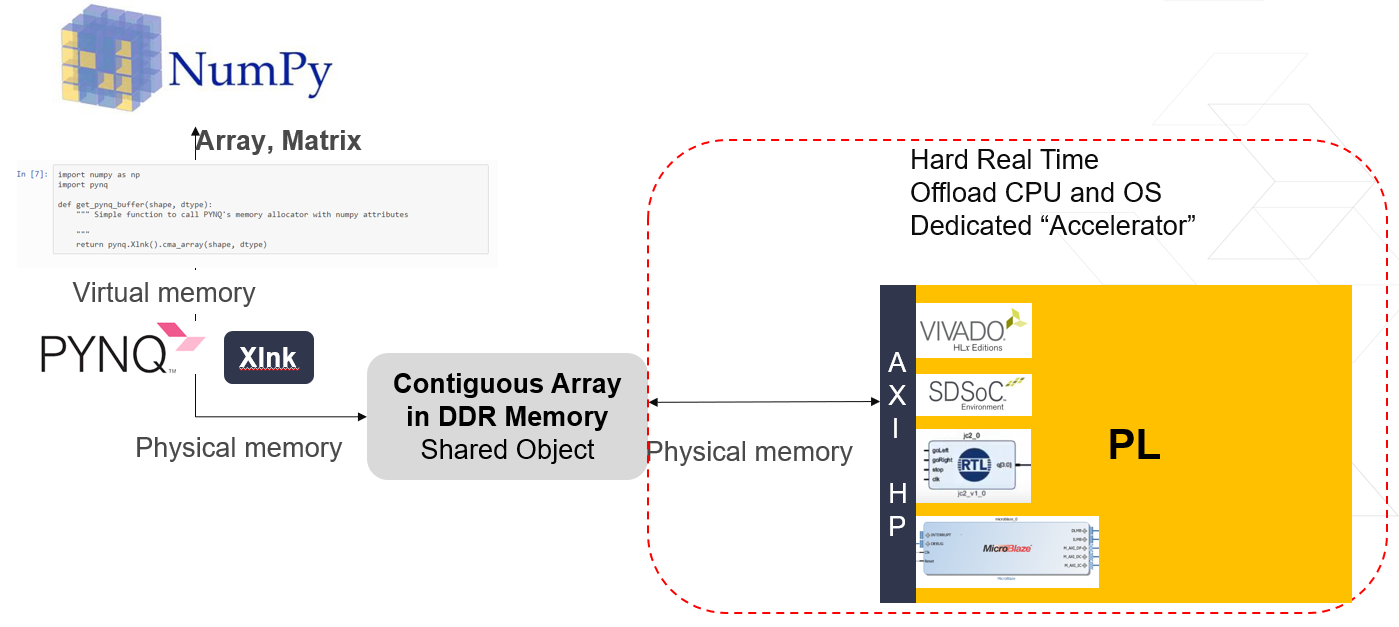 NumPy
Array, Matrix
In [7]:
import numpy as np
import pynq
def get_pynq_buffer(shape, dtype):
""" Simple function to call PYNQ's memory allocator with numpy attributes
"""
return pynq.Xlnk().cma_array(shape, dtype)
Virtual memory
PYNQ™
Xlnk
Contiguous Array
in DDR Memory
Shared Object
Physical memory
Physical memory
Hard Real Time
Offload CPU and OS
Dedicated “Accelerator”
AXI HP
VIVADO
HLx Editions
SDSoC
Environment
jc2_0
goLeft
goRight
stop
clk
RTL
q[3:0]
jc2_v1_0
microblaze_0
INTERRUPT
DEBUG
Clk
Reset
MicroBlaze
DLMB
ILMB
M_AXI_DP
M_AXI_DC
M_AXI_IC
MicroBlaze
PL